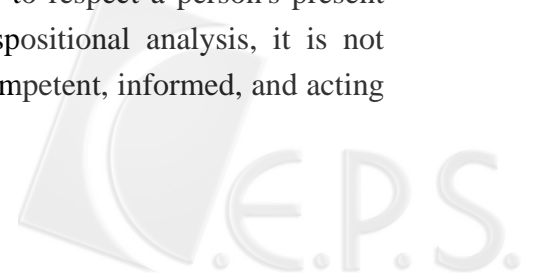 to respect a person's present
spositional analysis, it is not
mpetent, informed, and acting
C.E.P.S.